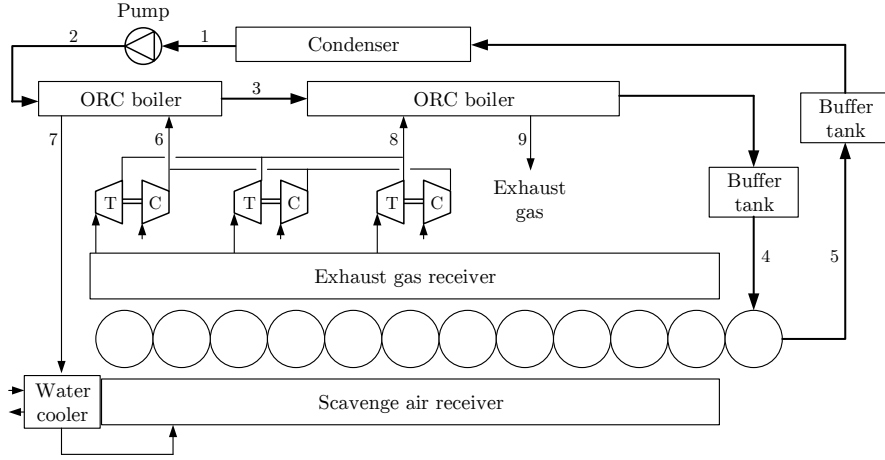 Pump
2
1
Condenser
ORC boiler
3
ORC boiler
Buffer
tank
7
6
8
9
Exhaust
gas
Buffer
tank
T
C
T
C
T
C
4
5
Exhaust gas receiver
Water
cooler
Scavenge air receiver